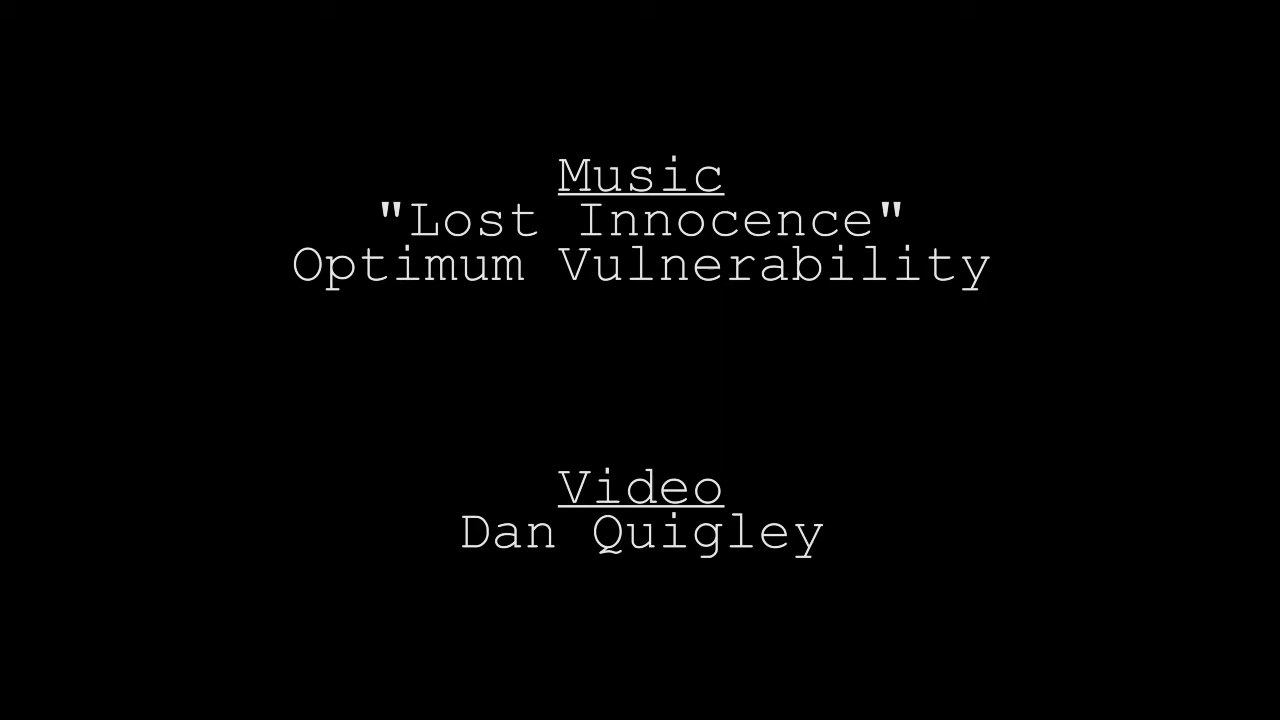 Music
"Lost Innocence"
Optimum Vulnerability
Video
Dan Quigley